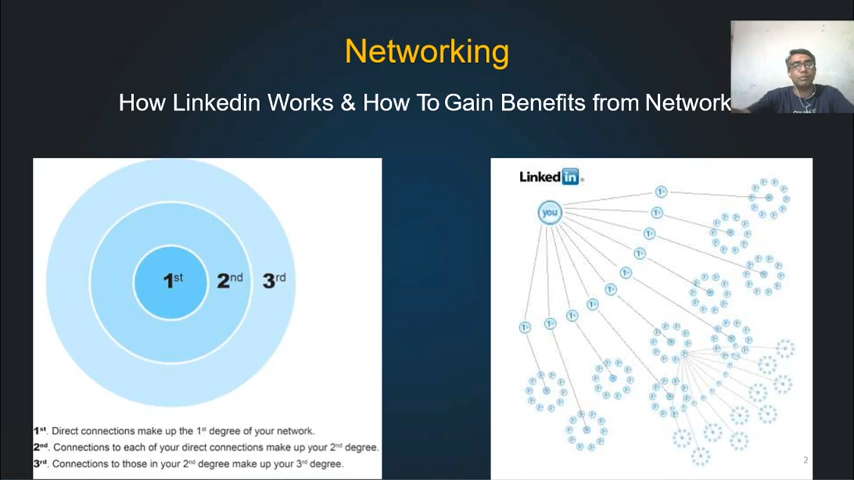 Networking
How Linkedin Works & How To Gain Benefits from Network
1st 2nd 3rd
1st. Direct connections make up the 1st degree of your network.
2nd. Connections to each of your direct connections make up your 2nd degree.
3rd. Connections to those in your 2nd degree make up your 3rd degree.
Linked in
you
2